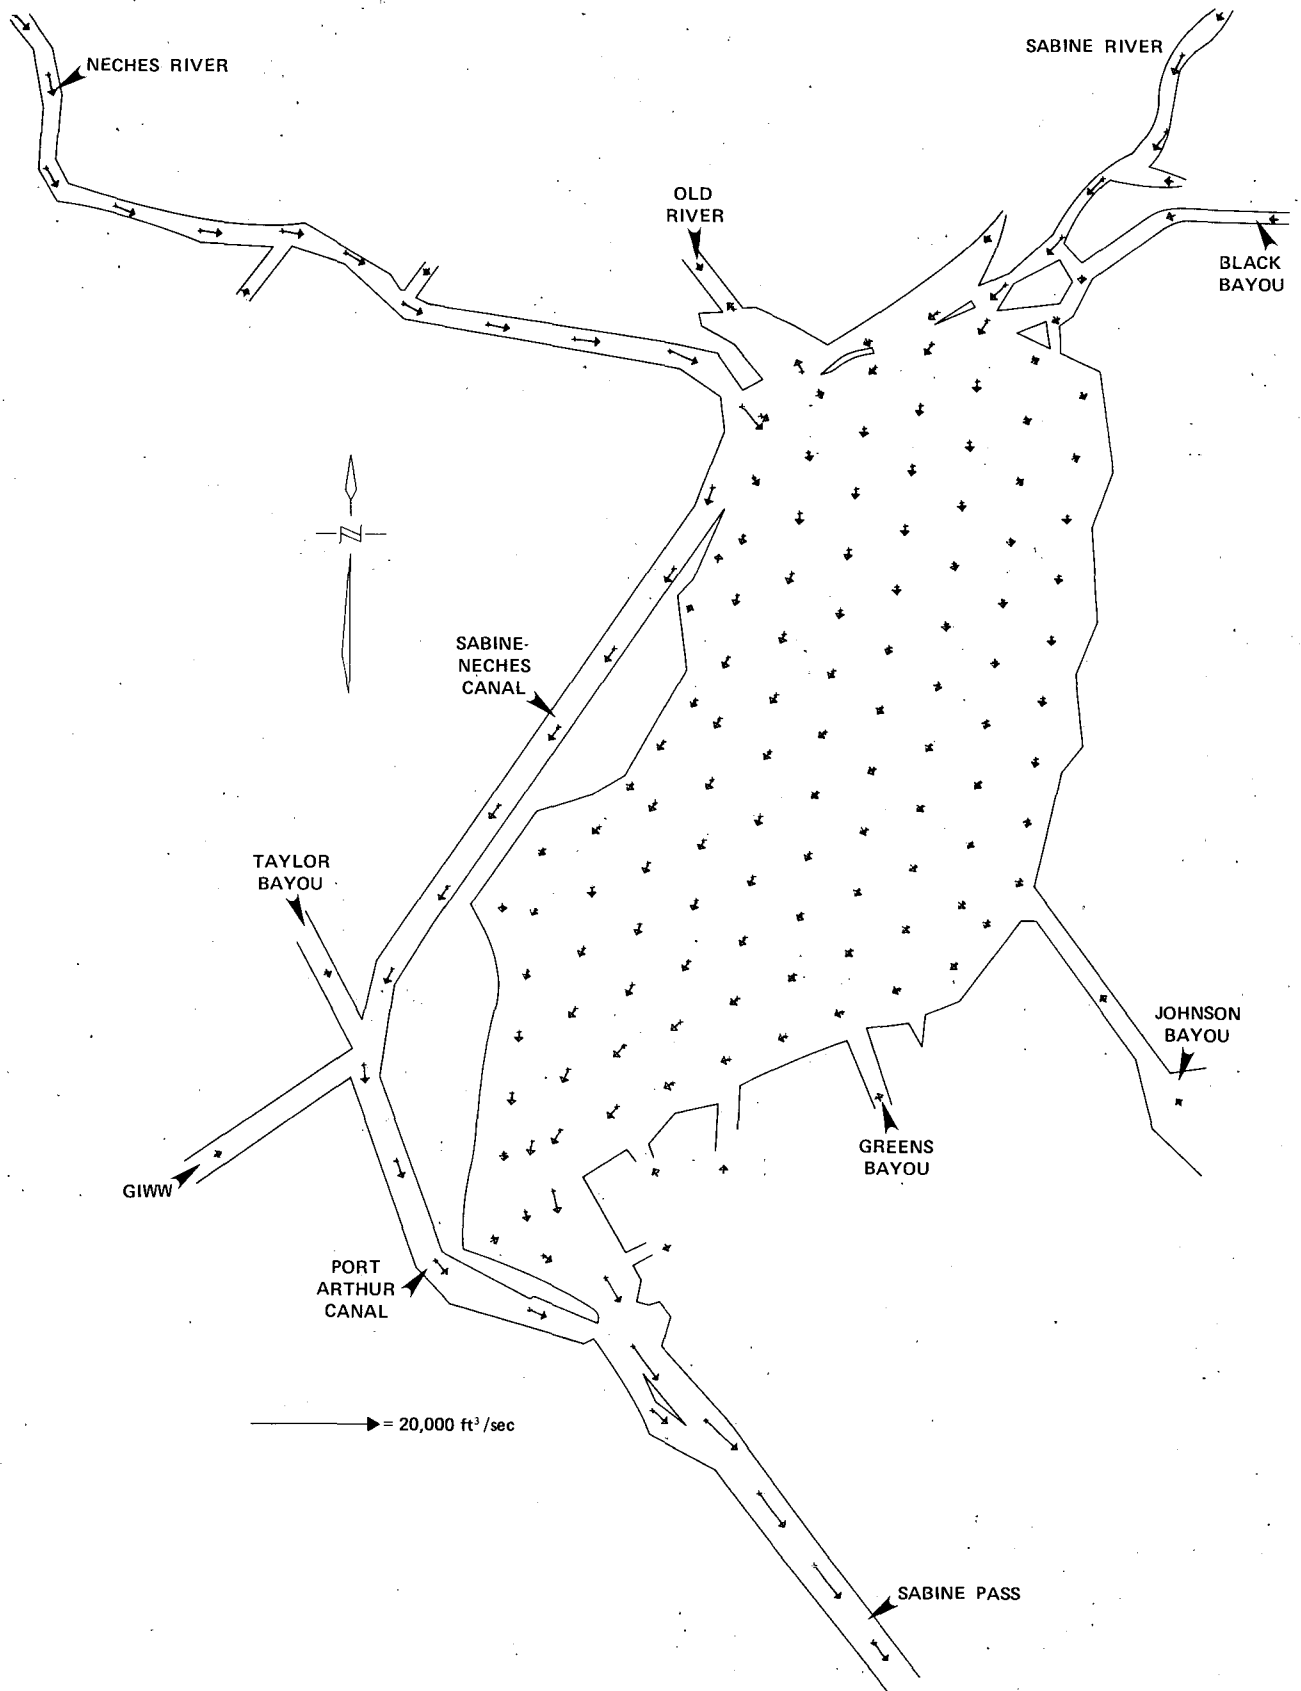 NECHES RIVER
SABINE RIVER
OLD
RIVER
BLACK
BAYOU
N
SABINE-
NECHES
CANAL
TAYLOR
BAYOU
JOHNSON
BAYOU
GREENS
BAYOU
GIWW
PORT
ARTHUR
CANAL
= 20,000 ft³/sec
SABINE PASS